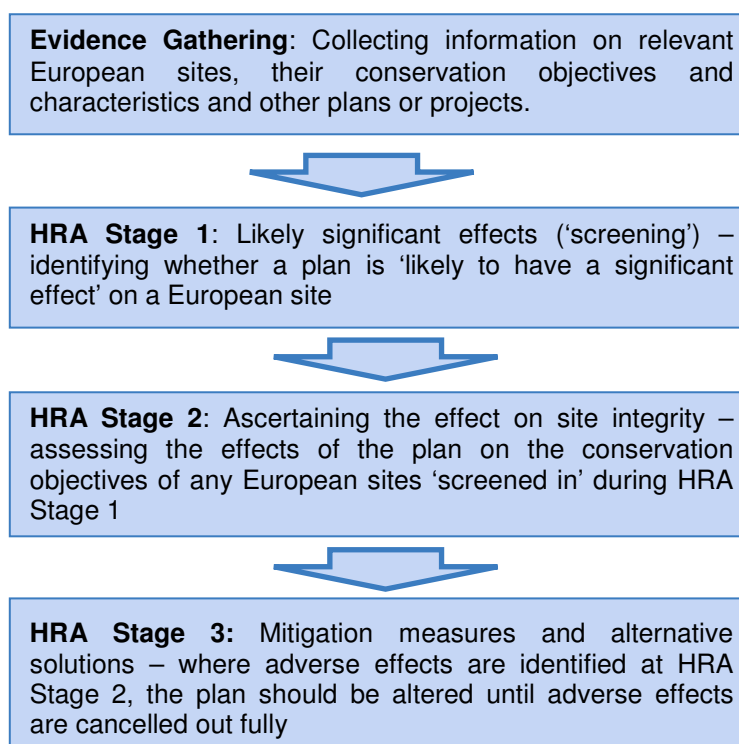 Evidence Gathering: Collecting information on relevant
European sites, their conservation objectives and
characteristics and other plans or projects.
HRA Stage 1: Likely significant effects (‘screening’) –
identifying whether a plan is ‘likely to have a significant
effect’ on a European site
HRA Stage 2: Ascertaining the effect on site integrity –
assessing the effects of the plan on the conservation
objectives of any European sites ‘screened in’ during HRA
Stage 1
HRA Stage 3: Mitigation measures and alternative
solutions – where adverse effects are identified at HRA
Stage 2, the plan should be altered until adverse effects
are cancelled out fully